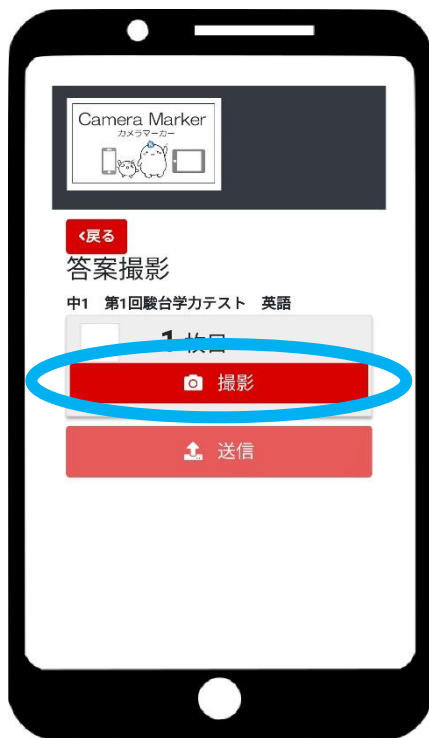 Camera Marker
カメラマーカー
<戻る
答案撮影
中1 第1回駿台学力テスト 英語
1 枚目
撮影
送信